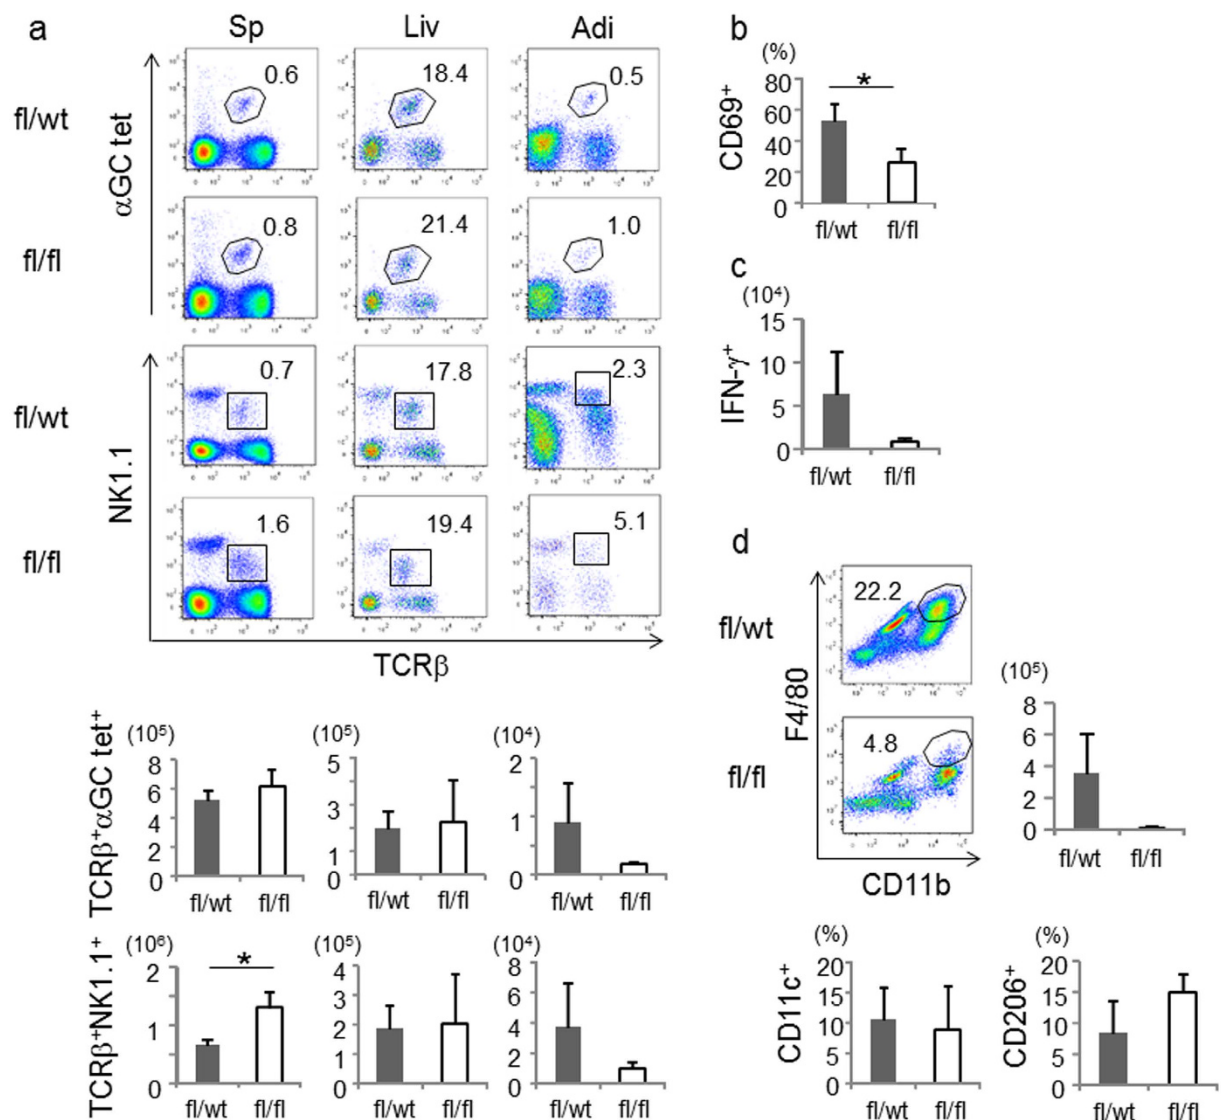 a
Sp Liv Adi
fl/wt
αGC tet
0.6 18.4 0.5
fl/fl
0.8 21.4 1.0
fl/wt
NK1.1
0.7 17.8 2.3
fl/fl
1.6 19.4 5.1
TCRβ
TCRβ⁺αGC tet⁺
(10⁵) (10⁵) (10⁴)
8 5 2
6
4 3 1
2 1
0 0 0
fl/wt fl/fl fl/wt fl/fl fl/wt fl/fl
TCRβ⁺NK1.1⁺
(10⁶) (10⁵) (10⁴)
*
2 4 8
3 6
1 2 4
1 2
0 0 0
fl/wt fl/fl fl/wt fl/fl fl/wt fl/fl
b
(%)
CD69⁺
*
80
60
40
20
0
fl/wt fl/fl
c
(10⁴)
IFN-γ⁺
15
10
5
0
fl/wt fl/fl
d
fl/wt
22.2
F4/80
fl/fl
4.8
CD11b
(10⁵)
8
6
4
2
0
fl/wt fl/fl
(%)
CD11c⁺
20
15
10
5
0
fl/wt fl/fl
(%)
CD206⁺
20
15
10
5
0
fl/wt fl/fl